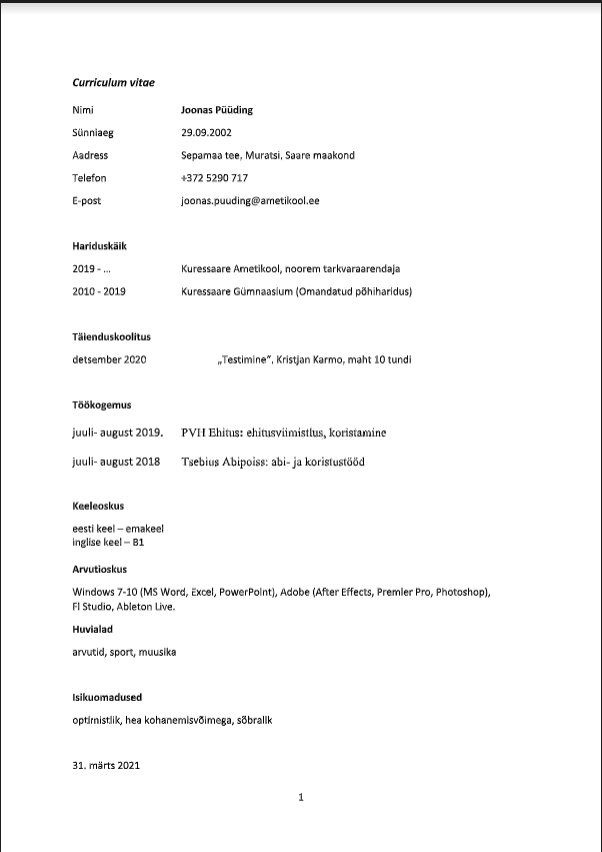 Curriculum vitae
Nimi Joonas Püüding
Sünniaeg 29.09.2002
Aadress Sepamaa tee, Muratsi, Saare maakond
Telefon +372 5290 717
E-post joonas.puuding@ametikool.ee
Hariduskäik
2019 - ... Kuressaare Ametikool, noorem tarkvaraarendaja
2010 - 2019 Kuressaare Gümnaasium (Omandatud põhiharidus)
Täienduskoolitus
detsember 2020 „Testimine”, Kristjan Karmo, maht 10 tundi
Töökogemus
juuli- august 2019. PVH Ehitus: ehitusviimistlus, koristamine
juuli- august 2018 Tsebius Abipoiss: abi- ja koristustööd
Keeleoskus
eesti keel – emakeel
inglise keel – B1
Arvutioskus
Windows 7-10 (MS Word, Excel, PowerPoint), Adobe (After Effects, Premier Pro, Photoshop),
Fl Studio, Ableton Live.
Huvialad
arvutid, sport, muusika
Isikuomadused
optimistlik, hea kohanemisvõimega, sõbralik
31. märts 2021
1